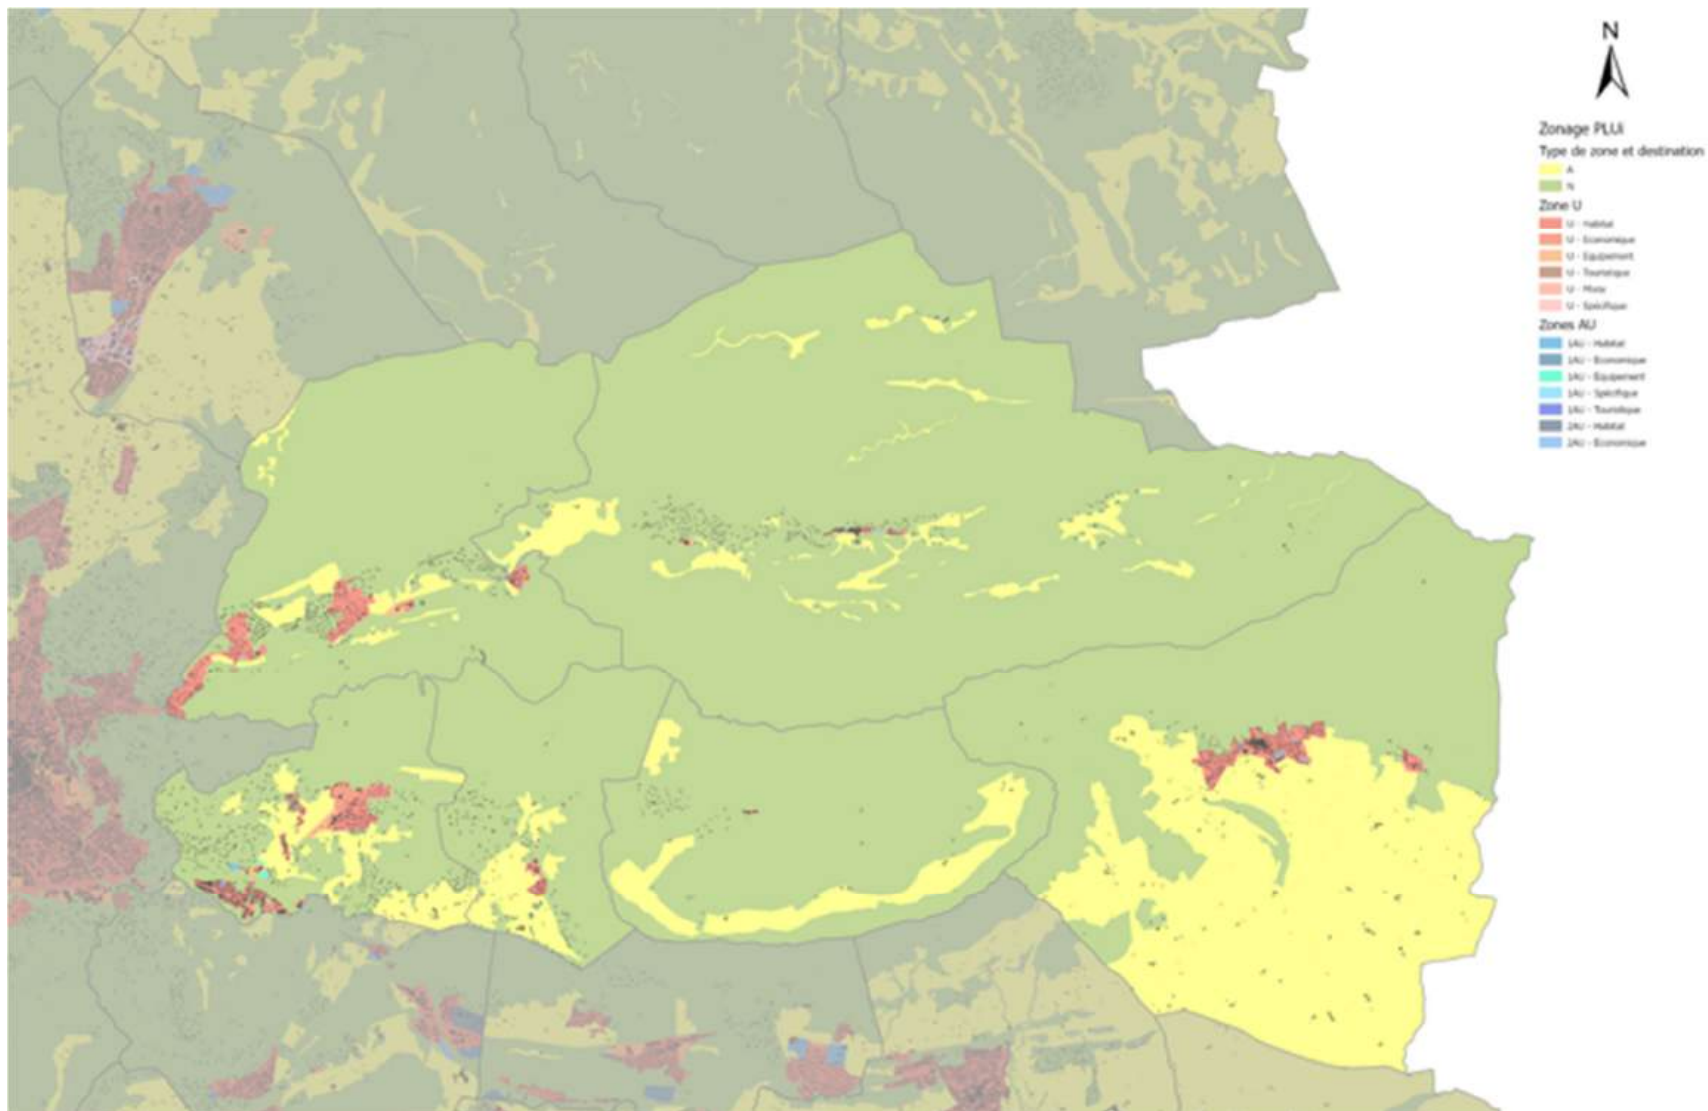 N
Zonage PLUi
Type de zone et destination
A
N
Zone U
U - Habitat
U - Economique
U - Equipement
U - Touristique
U - Mixte
U - Spécifique
Zones AU
1AU - Habitat
1AU - Economique
1AU - Equipement
1AU - Spécifique
1AU - Touristique
2AU - Habitat
2AU - Economique